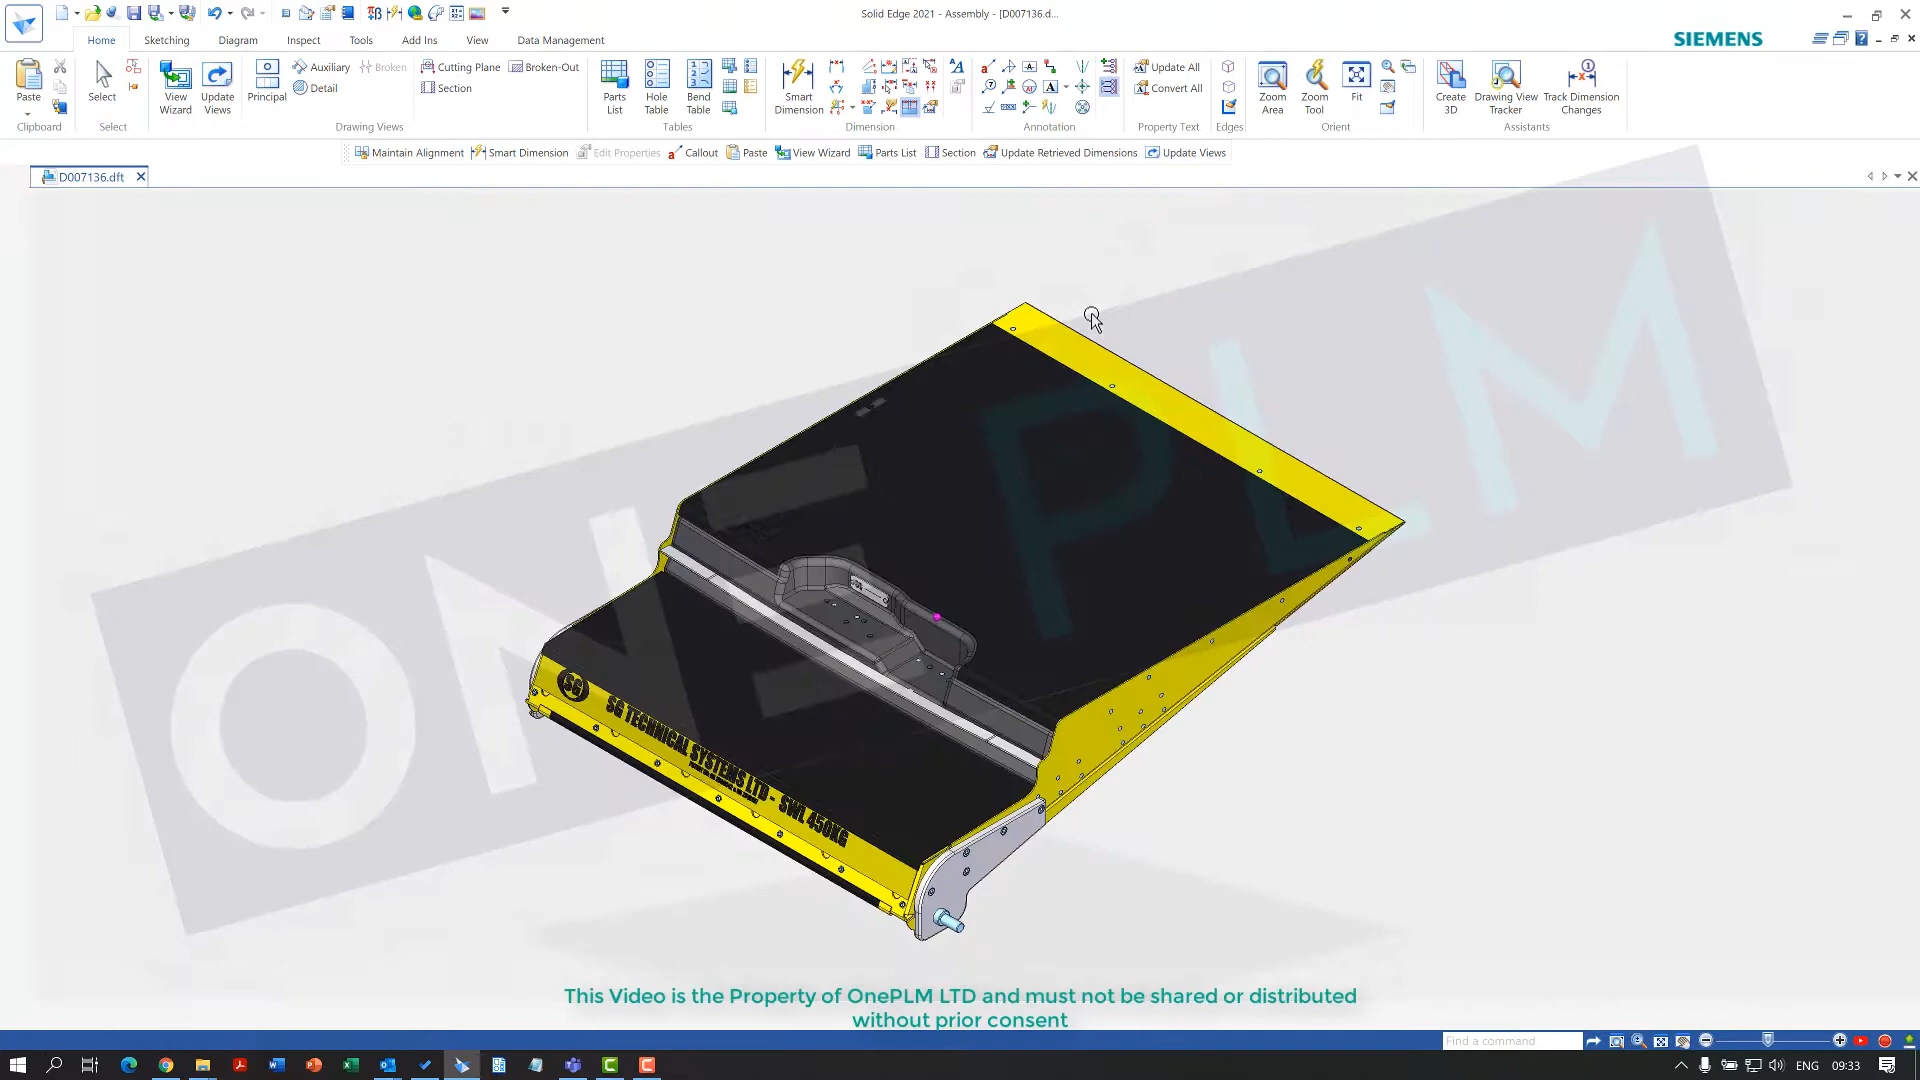 Solid Edge 2021 - Assembly - [D007136.d...
Home Sketching Diagram Inspect Tools Add Ins View Data Management
SIEMENS
Paste Select View Wizard Update Views Principal Auxiliary Broken Detail Cutting Plane Broken-Out Section Parts List Hole Table Bend Table Smart Dimension Update All Convert All Zoom Area Zoom Tool Fit Create 3D Drawing View Tracker Track Dimension Changes
Clipboard Select Drawing Views Tables Dimension Annotation Property Text Edges Orient Assistants
Maintain Alignment Smart Dimension Edit Properties Callout Paste View Wizard Parts List Section Update Retrieved Dimensions Update Views
D007136.dft
ONE PLM
SG
SG TECHNICAL SYSTEMS LTD - SWL 450KG
This Video is the Property of OnePLM LTD and must not be shared or distributed
without prior consent
Find a command
ENG 09:33